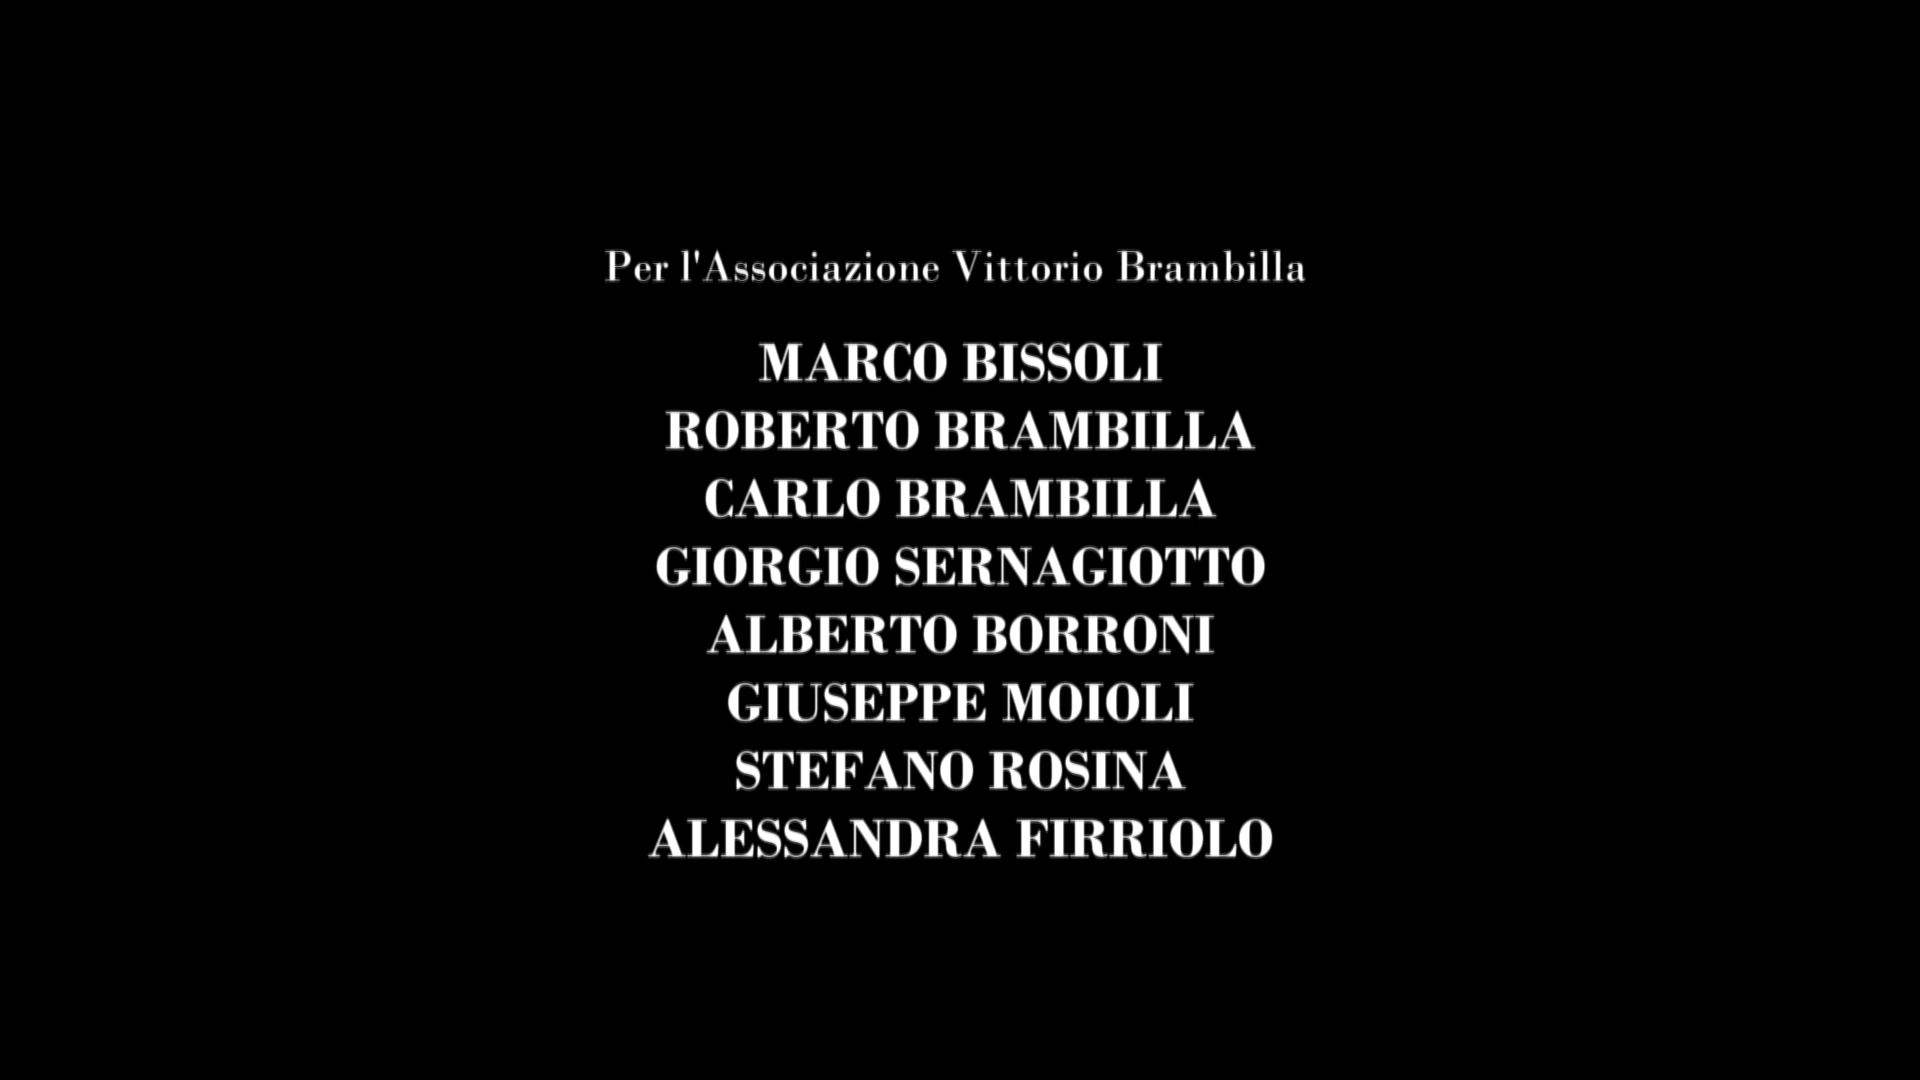 Per l'Associazione Vittorio Brambilla
MARCO BISSOLI
ROBERTO BRAMBILLA
CARLO BRAMBILLA
GIORGIO SERNAGIOTTO
ALBERTO BORRONI
GIUSEPPE MOIOLI
STEFANO ROSINA
ALESSANDRA FIRRIOLO